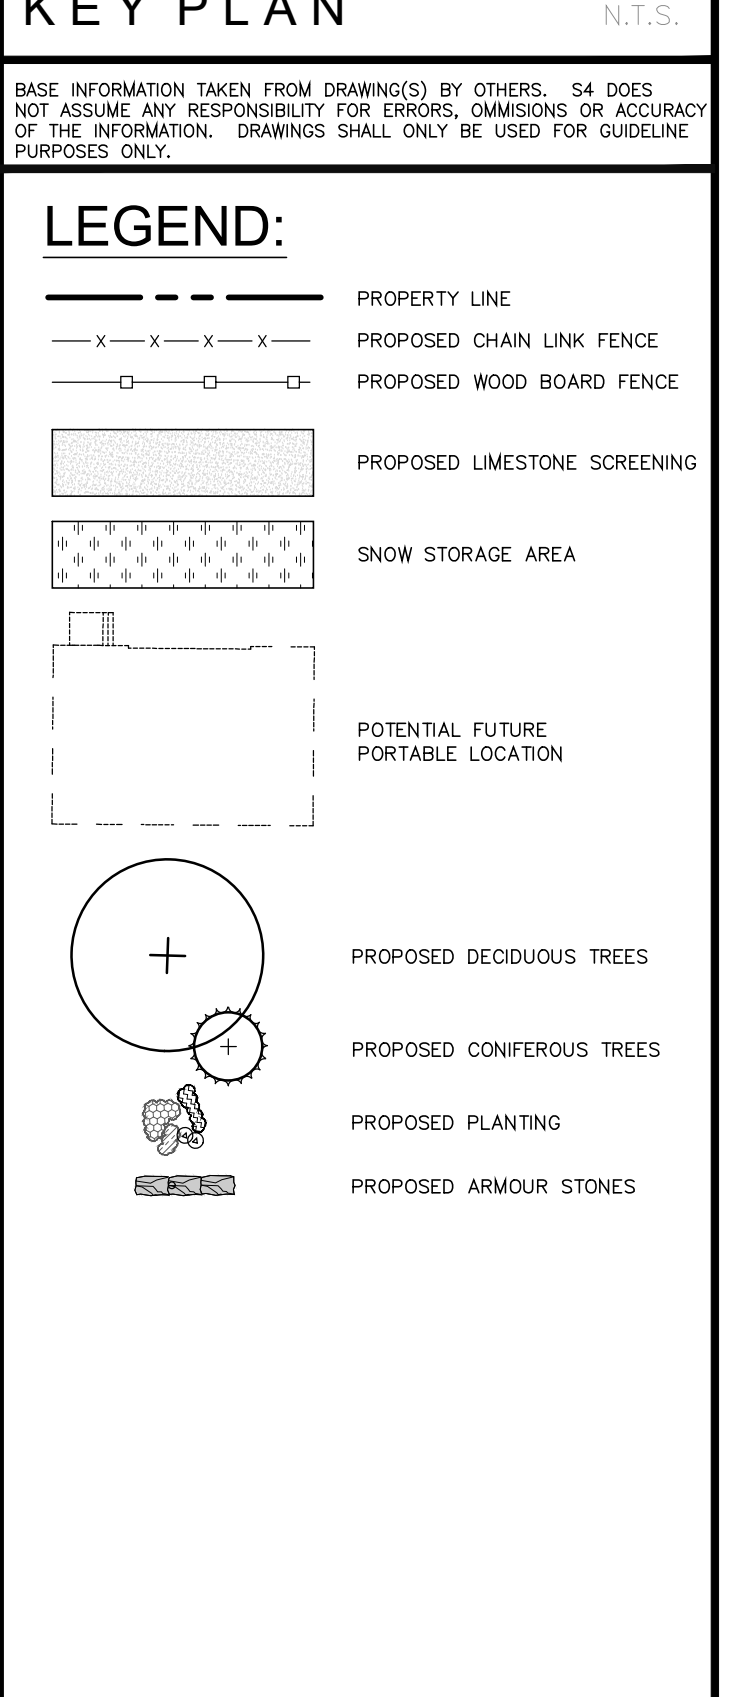 KEY PLAN N.T.S.
BASE INFORMATION TAKEN FROM DRAWING(S) BY OTHERS. S4 DOES
NOT ASSUME ANY RESPONSIBILITY FOR ERRORS, OMMISIONS OR ACCURACY
OF THE INFORMATION. DRAWINGS SHALL ONLY BE USED FOR GUIDELINE
PURPOSES ONLY.
LEGEND:
PROPERTY LINE
X X X X PROPOSED CHAIN LINK FENCE
PROPOSED WOOD BOARD FENCE
PROPOSED LIMESTONE SCREENING
SNOW STORAGE AREA
POTENTIAL FUTURE
PORTABLE LOCATION
PROPOSED DECIDUOUS TREES
PROPOSED CONIFEROUS TREES
PROPOSED PLANTING
PROPOSED ARMOUR STONES